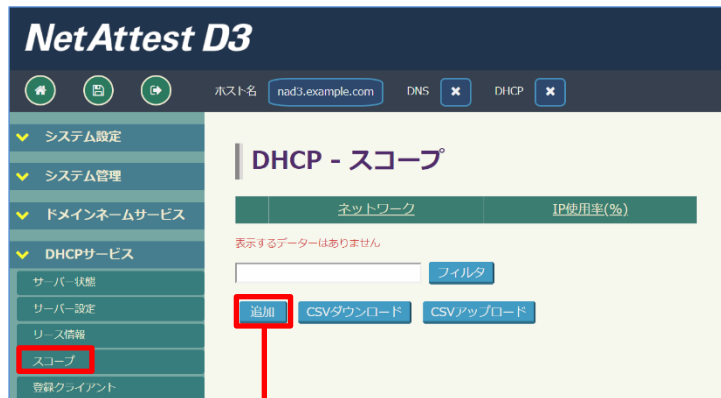 NetAttest D3
ホスト名 nad3.example.com DNS DHCP
システム設定
システム管理
ドメインネームサービス
DHCPサービス
サーバー状態
サーバー設定
リース情報
スコープ
登録クライアント
DHCP - スコープ
ネットワーク IP使用率(%)
表示するデーターはありません
フィルタ
追加 CSVダウンロード CSVアップロード